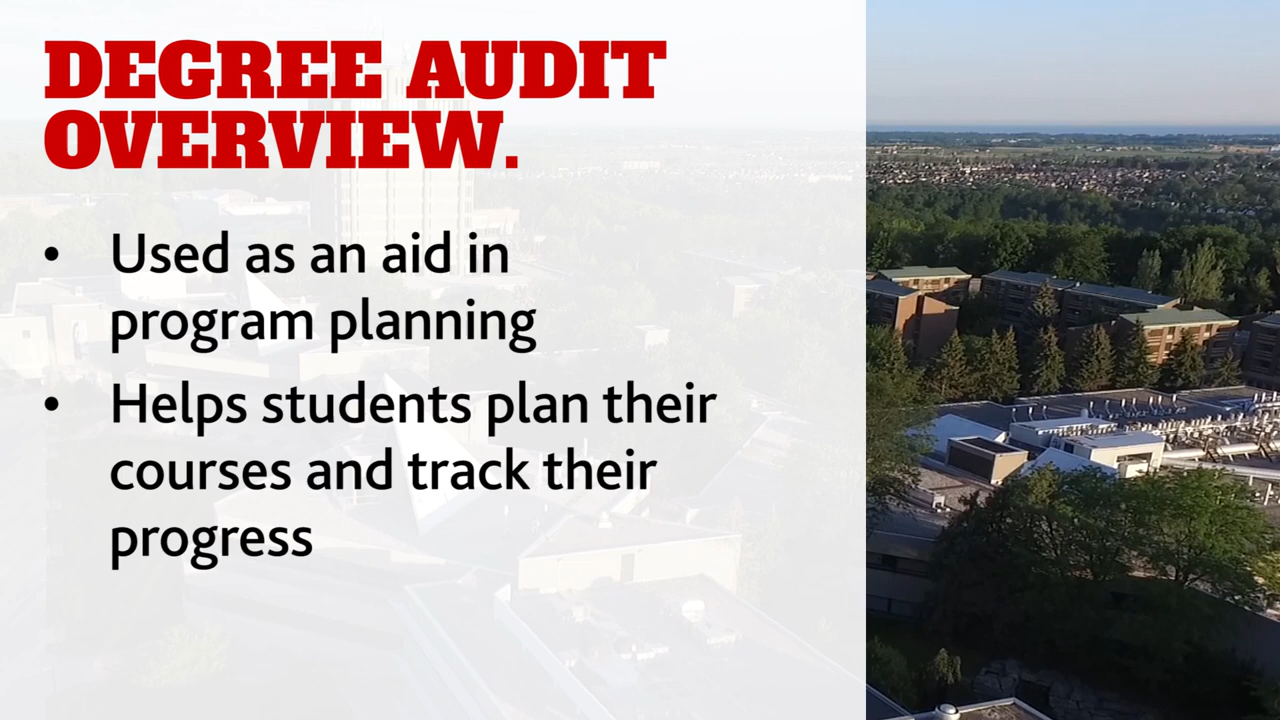 DEGREE AUDIT
OVERVIEW.
• Used as an aid in
program planning
• Helps students plan their
courses and track their
progress